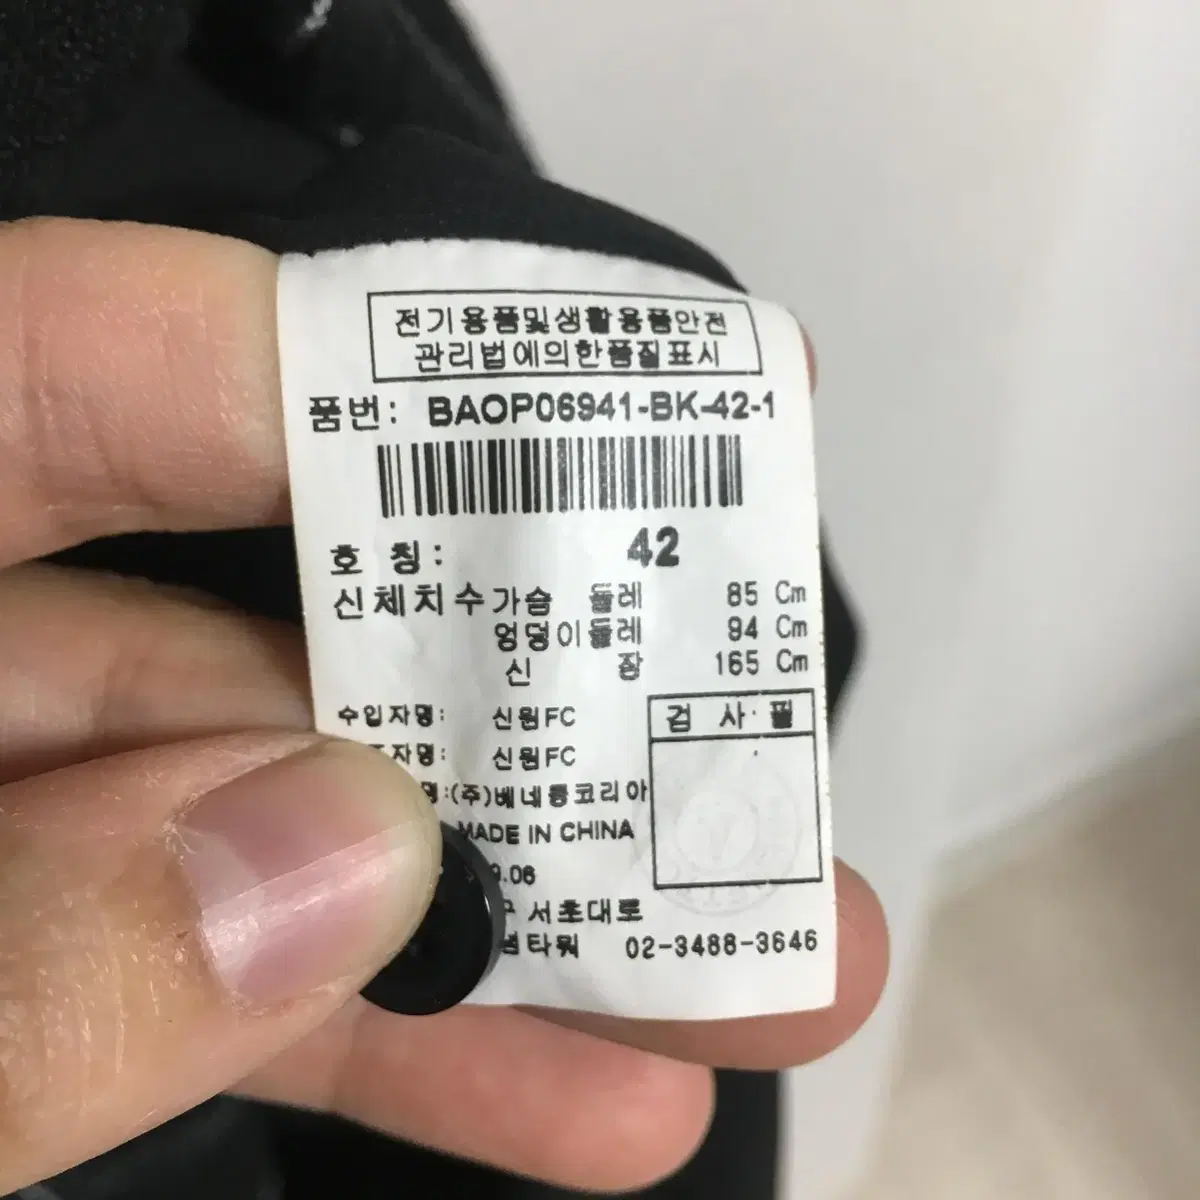 전기용품및생활용품안전
관리법에의한품질표시
품번: BAOP06941-BK-42-1
호 칭: 42
신체치수 가슴 둘레 85 Cm
엉덩이둘레 94 Cm
신 장 165 Cm
수입자명: 신원FC
자명: 신원FC
명:(주)베네통코리아
MADE IN CHINA
9.06
구 서초대로
02-3488-3646
검 사 필